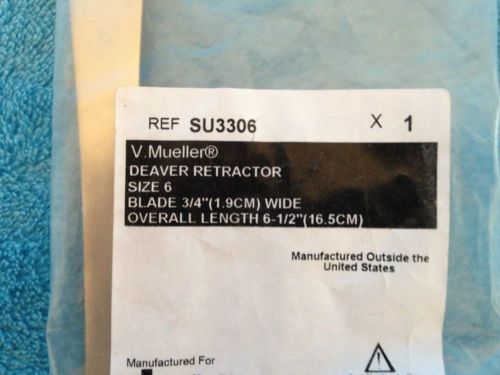 REF SU3306 X 1
V.Mueller®
DEAVER RETRACTOR
SIZE 6
BLADE 3/4"(1.9CM) WIDE
OVERALL LENGTH 6-1/2"(16.5CM)
Manufactured Outside the
United States
Manufactured For